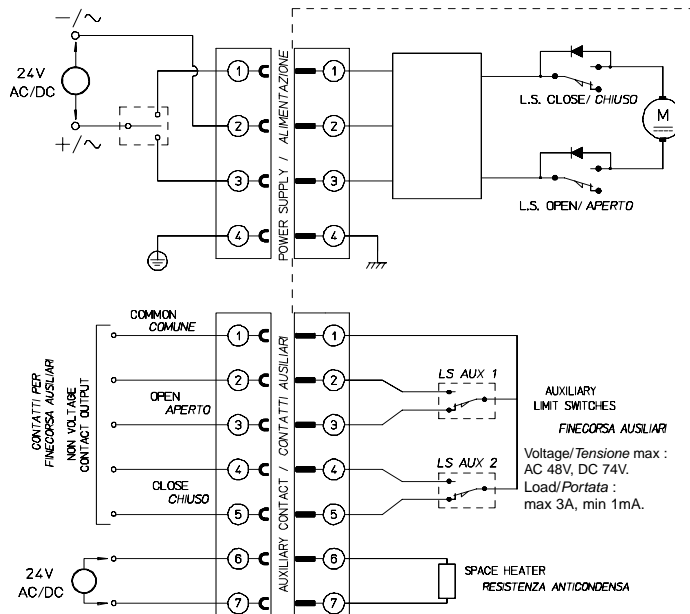 −/∼
24V
AC/DC
+/∼
1
2
3
4
POWER SUPPLY / ALIMENTAZIONE
1
2
3
4
L.S. CLOSE/ CHIUSO
M
L.S. OPEN/ APERTO
CONTATTI PER
FINECORSA AUSILIARI
NON VOLTAGE
CONTACT OUTPUT
COMMON
COMUNE
OPEN
APERTO
CLOSE
CHIUSO
24V
AC/DC
1
2
3
4
5
6
7
AUXILIARY CONTACT / CONTATTI AUSILIARI
1
2
3
4
5
6
7
LS AUX 1
LS AUX 2
AUXILIARY
LIMIT SWITCHES
FINECORSA AUSILIARI
Voltage/Tensione max :
AC 48V, DC 74V.
Load/Portata :
max 3A, min 1mA.
SPACE HEATER
RESISTENZA ANTICONDENSA